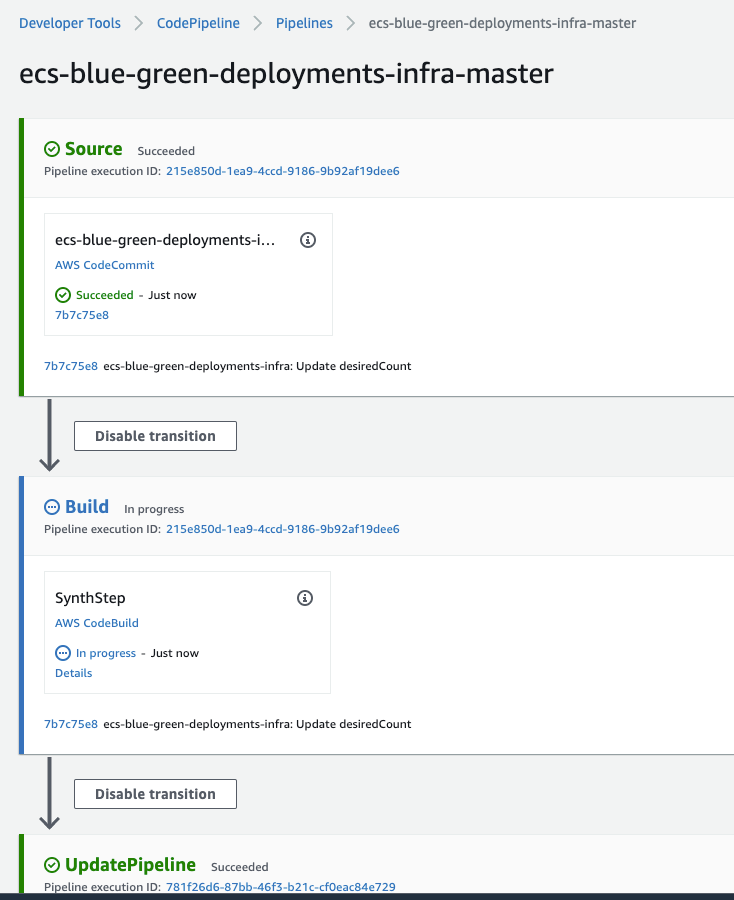 Developer Tools > CodePipeline > Pipelines > ecs-blue-green-deployments-infra-master
ecs-blue-green-deployments-infra-master
Source Succeeded
Pipeline execution ID: 215e850d-1ea9-4ccd-9186-9b92af19dee6
ecs-blue-green-deployments-i...
AWS CodeCommit
Succeeded - Just now
7b7c75e8
7b7c75e8 ecs-blue-green-deployments-infra: Update desiredCount
Disable transition
Build In progress
Pipeline execution ID: 215e850d-1ea9-4ccd-9186-9b92af19dee6
SynthStep
AWS CodeBuild
In progress - Just now
Details
7b7c75e8 ecs-blue-green-deployments-infra: Update desiredCount
Disable transition
UpdatePipeline Succeeded
Pipeline execution ID: 781f26d6-87bb-46f3-b21c-cf0eac84e729